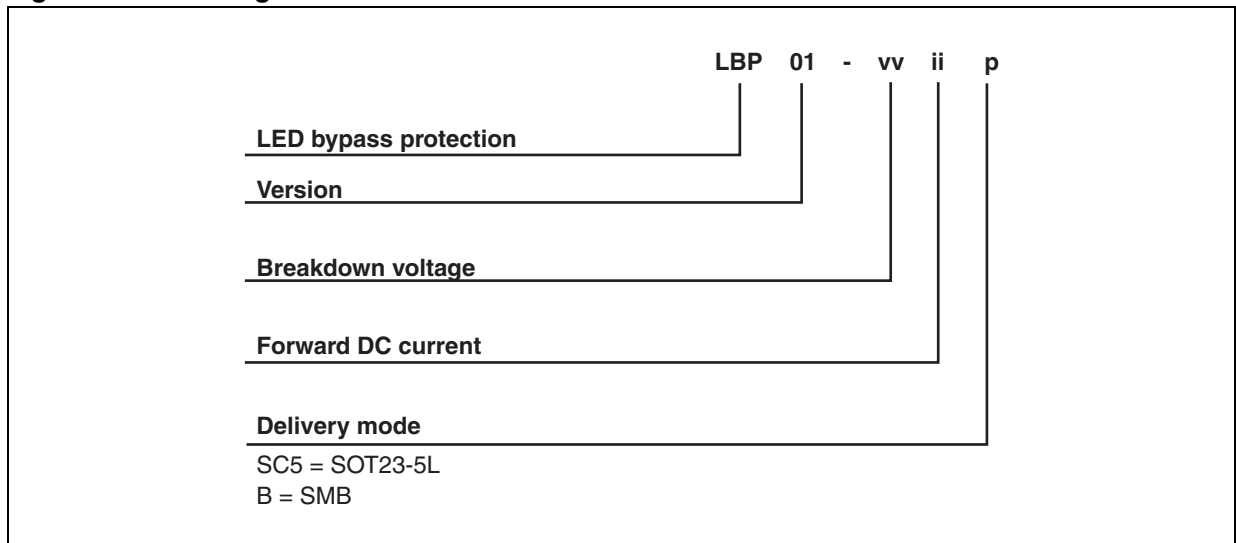 LBP 01 - vv ii p
LED bypass protection
Version
Breakdown voltage
Forward DC current
Delivery mode
SC5 = SOT23-5L
B = SMB